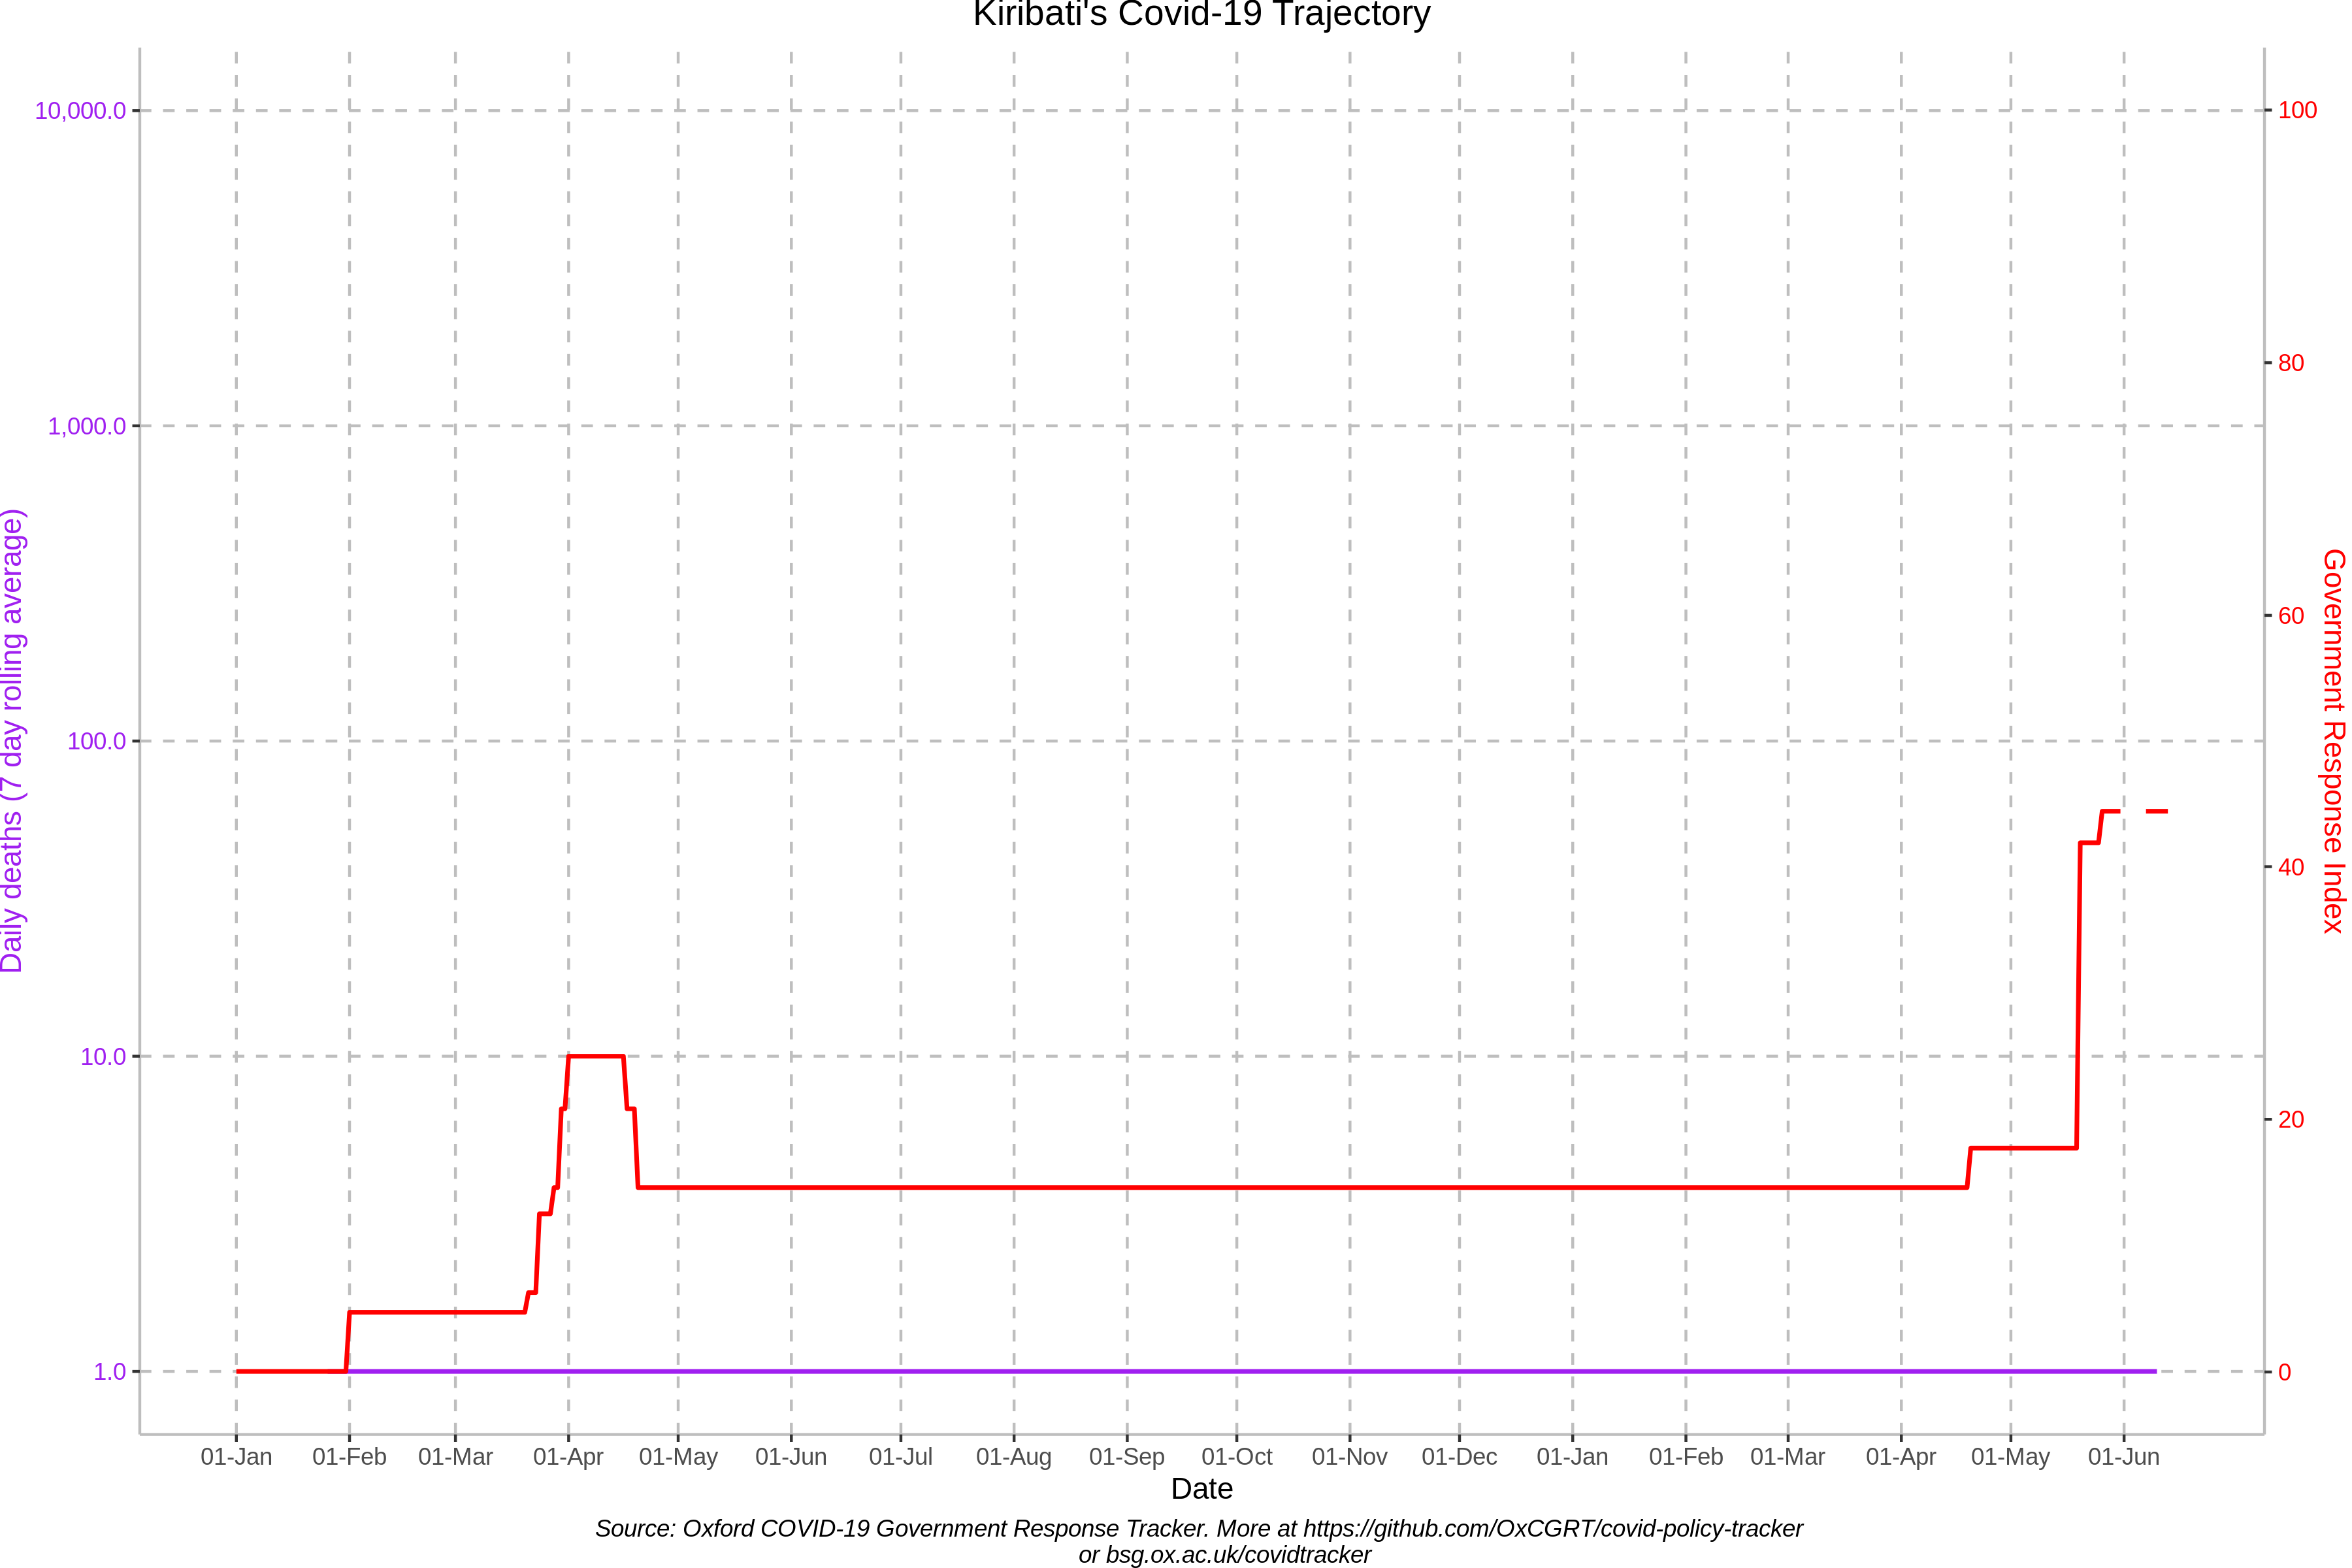 Kiribati's Covid-19 Trajectory
10,000.0
1,000.0
100.0
10.0
1.0
Daily deaths (7 day rolling average)
100
80
60
40
20
0
Government Response Index
01-Jan 01-Feb 01-Mar 01-Apr 01-May 01-Jun 01-Jul 01-Aug 01-Sep 01-Oct 01-Nov 01-Dec 01-Jan 01-Feb 01-Mar 01-Apr 01-May 01-Jun
Date
Source: Oxford COVID-19 Government Response Tracker. More at https://github.com/OxCGRT/covid-policy-tracker
or bsg.ox.ac.uk/covidtracker